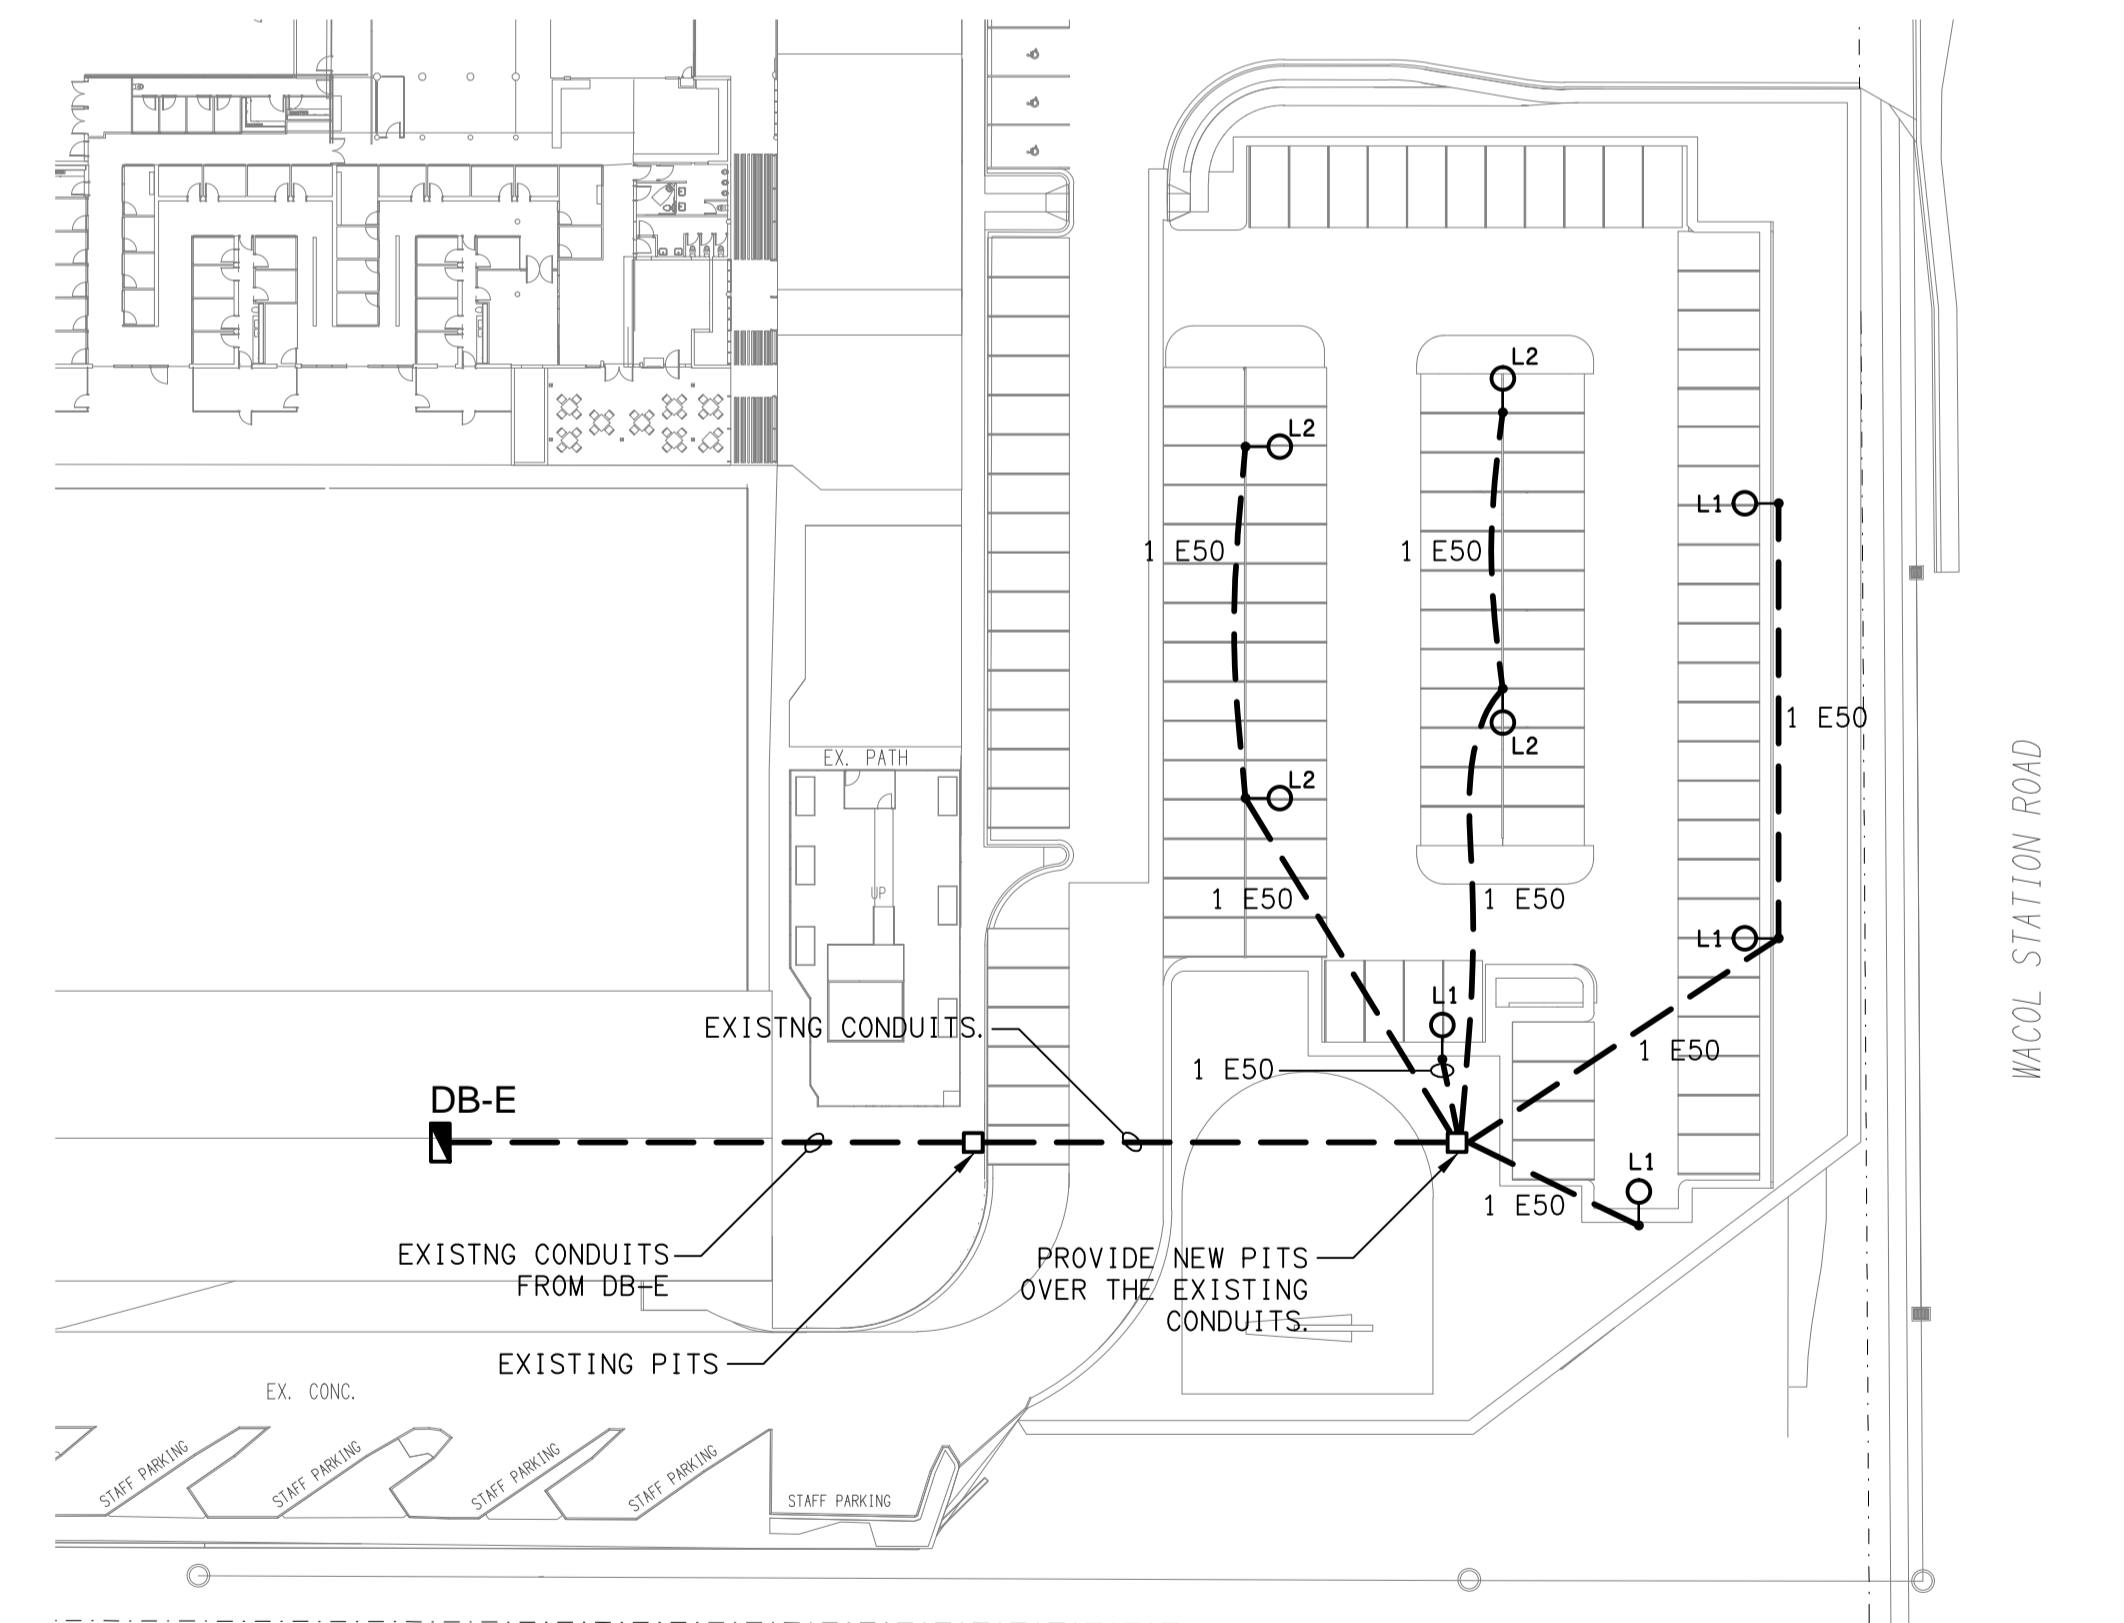 L2
L2
L1
1 E50
1 E50
1 E50
L2
L2
EX. PATH
UP
1 E50
1 E50
L1
L1
EXISTNG CONDUITS.
1 E50
1 E50
DB-E
L1
1 E50
EXISTNG CONDUITS
FROM DB-E
PROVIDE NEW PITS
OVER THE EXISTING
CONDUITS.
EXISTING PITS
EX. CONC.
STAFF PARKING
STAFF PARKING
STAFF PARKING
STAFF PARKING
STAFF PARKING
WACOL STATION ROAD